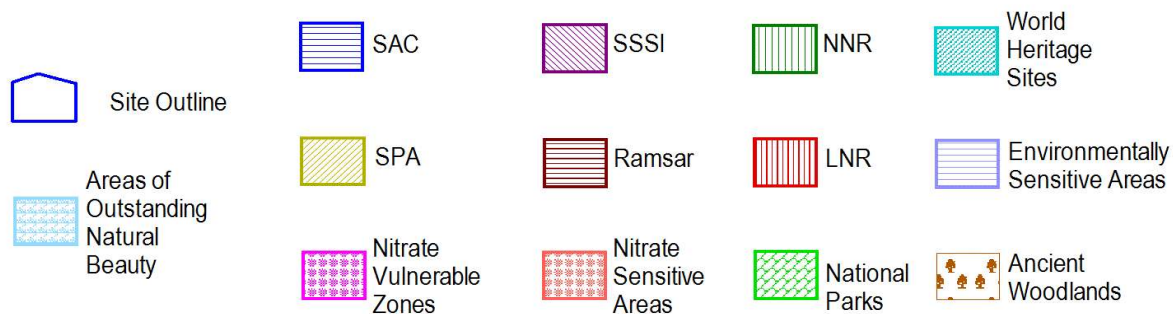 Site Outline
Areas of
Outstanding
Natural
Beauty
SAC
SPA
Nitrate
Vulnerable
Zones
SSSI
Ramsar
Nitrate
Sensitive
Areas
NNR
LNR
National
Parks
World
Heritage
Sites
Environmentally
Sensitive Areas
Ancient
Woodlands